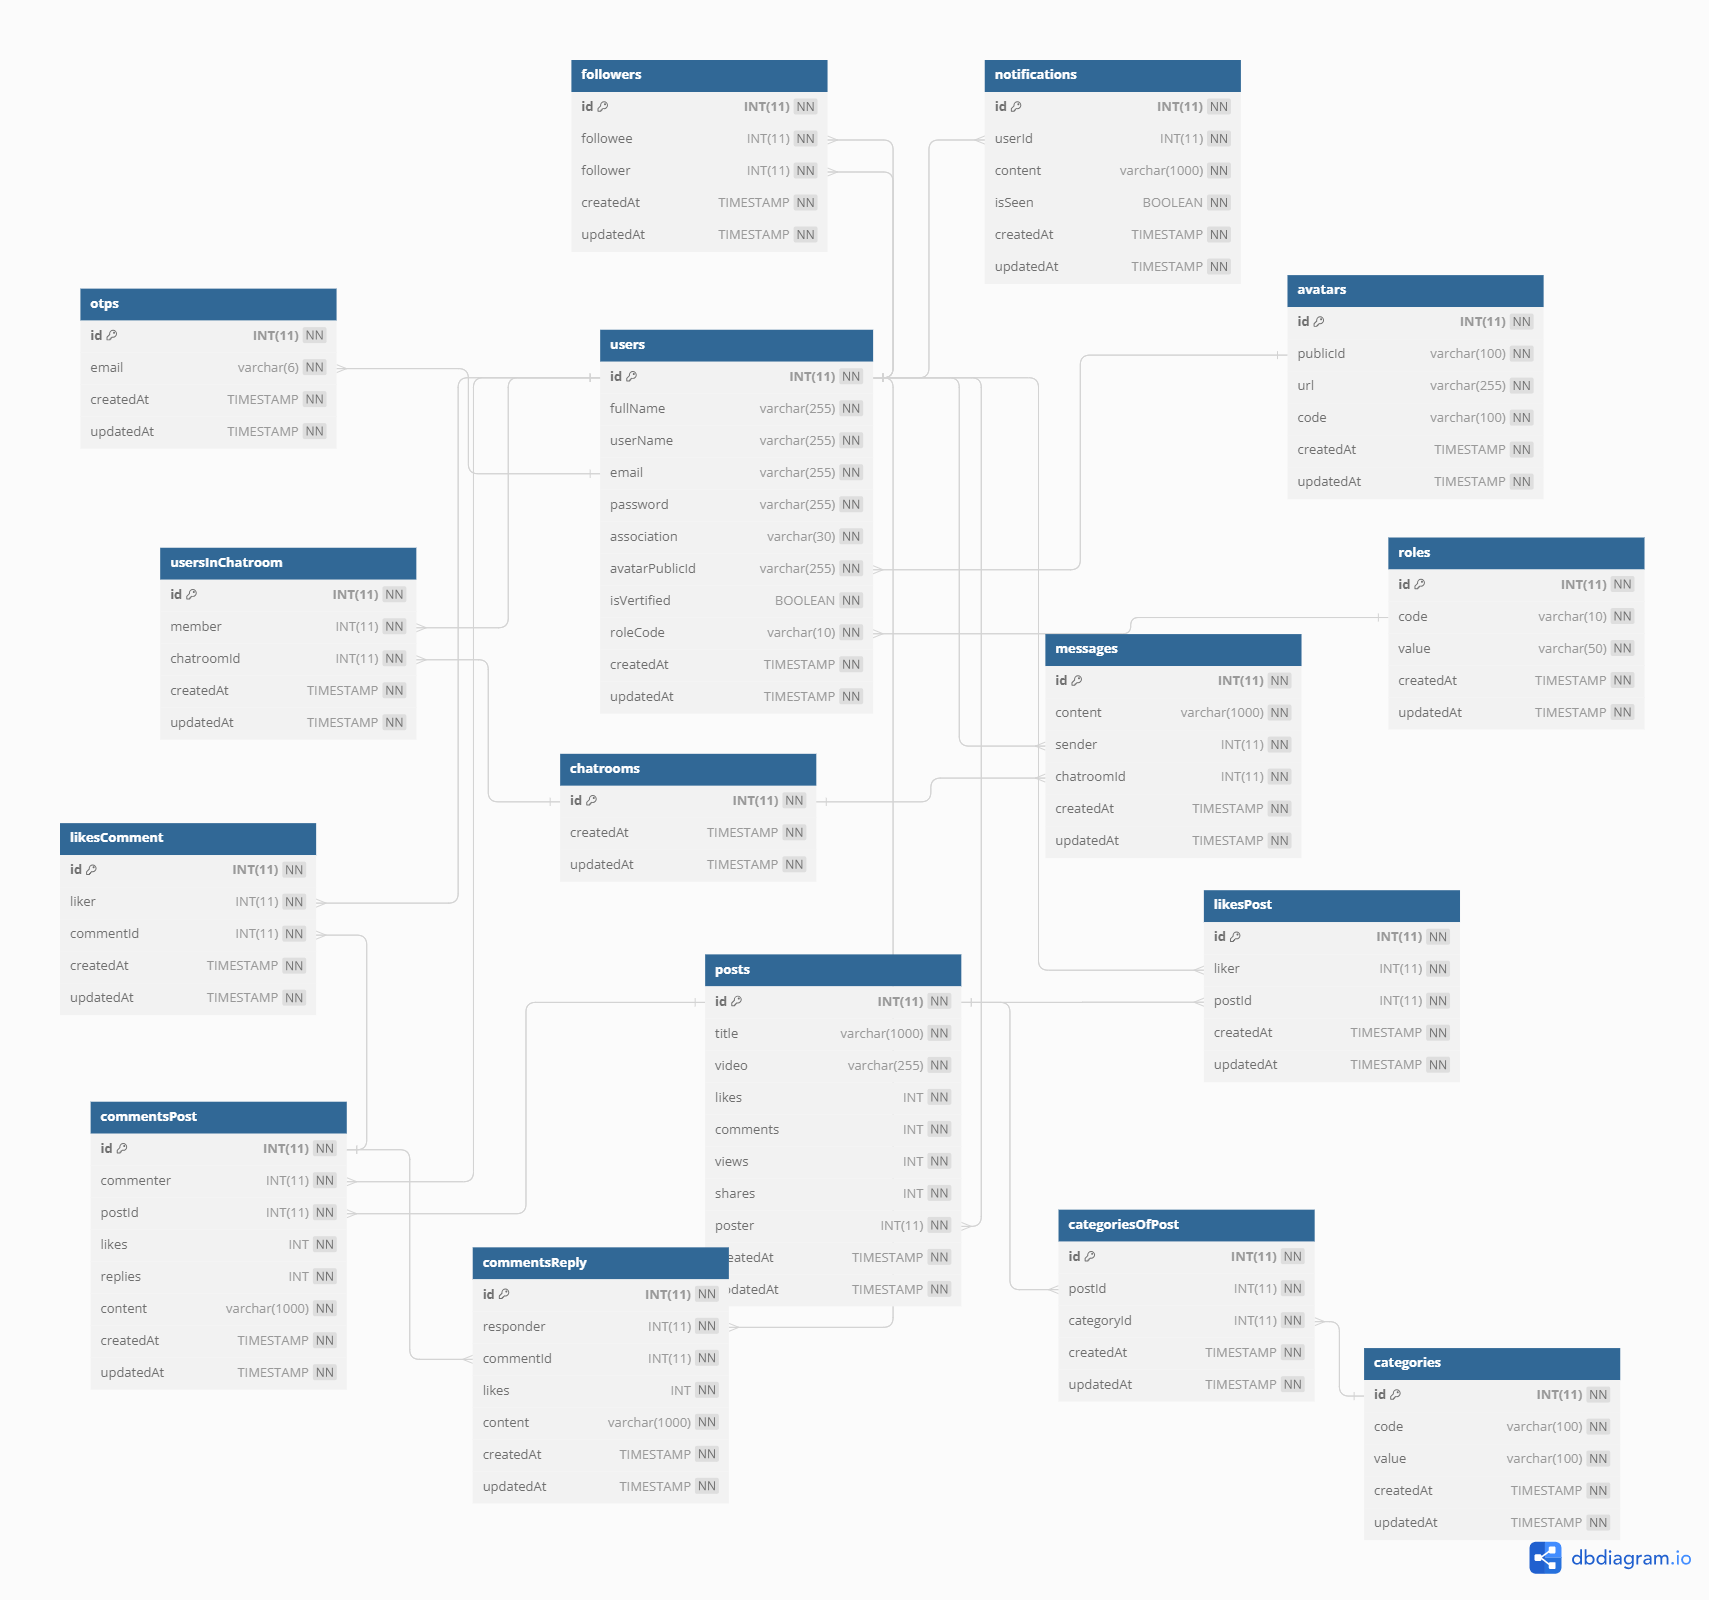 followers
id INT(11) NN
followee INT(11) NN
follower INT(11) NN
createdAt TIMESTAMP NN
updatedAt TIMESTAMP NN
notifications
id INT(11) NN
userId INT(11) NN
content varchar(1000) NN
isSeen BOOLEAN NN
createdAt TIMESTAMP NN
updatedAt TIMESTAMP NN
avatars
id INT(11) NN
publicId varchar(100) NN
url varchar(255) NN
code varchar(100) NN
createdAt TIMESTAMP NN
updatedAt TIMESTAMP NN
otps
id INT(11) NN
email varchar(6) NN
createdAt TIMESTAMP NN
updatedAt TIMESTAMP NN
users
id INT(11) NN
fullName varchar(255) NN
userName varchar(255) NN
email varchar(255) NN
password varchar(255) NN
association varchar(30) NN
avatarPublicId varchar(255) NN
isVertified BOOLEAN NN
roleCode varchar(10) NN
createdAt TIMESTAMP NN
updatedAt TIMESTAMP NN
roles
id INT(11) NN
code varchar(10) NN
value varchar(50) NN
createdAt TIMESTAMP NN
updatedAt TIMESTAMP NN
usersInChatroom
id INT(11) NN
member INT(11) NN
chatroomId INT(11) NN
createdAt TIMESTAMP NN
updatedAt TIMESTAMP NN
messages
id INT(11) NN
content varchar(1000) NN
sender INT(11) NN
chatroomId INT(11) NN
createdAt TIMESTAMP NN
updatedAt TIMESTAMP NN
chatrooms
id INT(11) NN
createdAt TIMESTAMP NN
updatedAt TIMESTAMP NN
likesComment
id INT(11) NN
liker INT(11) NN
commentId INT(11) NN
createdAt TIMESTAMP NN
updatedAt TIMESTAMP NN
likesPost
id INT(11) NN
liker INT(11) NN
postId INT(11) NN
createdAt TIMESTAMP NN
updatedAt TIMESTAMP NN
posts
id INT(11) NN
title varchar(1000) NN
video varchar(255) NN
likes INT NN
comments INT NN
views INT NN
shares INT NN
poster INT(11) NN
eatedAt TIMESTAMP NN
datedAt TIMESTAMP NN
commentsPost
id INT(11) NN
commenter INT(11) NN
postId INT(11) NN
likes INT NN
replies INT NN
content varchar(1000) NN
createdAt TIMESTAMP NN
updatedAt TIMESTAMP NN
commentsReply
id INT(11) NN
responder INT(11) NN
commentId INT(11) NN
likes INT NN
content varchar(1000) NN
createdAt TIMESTAMP NN
updatedAt TIMESTAMP NN
categoriesOfPost
id INT(11) NN
postId INT(11) NN
categoryId INT(11) NN
createdAt TIMESTAMP NN
updatedAt TIMESTAMP NN
categories
id INT(11) NN
code varchar(100) NN
value varchar(100) NN
createdAt TIMESTAMP NN
updatedAt TIMESTAMP NN
dbdiagram.io